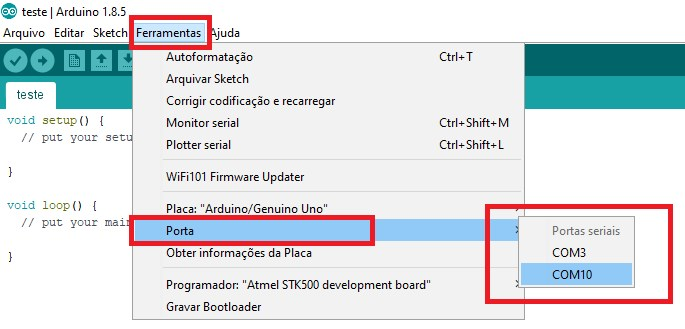 teste | Arduino 1.8.5
Arquivo Editar Sketch Ferramentas Ajuda
teste
void setup() {
// put your setu
}
void loop() {
// put your main
}
Autoformatação Ctrl+T
Arquivar Sketch
Corrigir codificação e recarregar
Monitor serial Ctrl+Shift+M
Plotter serial Ctrl+Shift+L
WiFi101 Firmware Updater
Placa: "Arduino/Genuino Uno"
Porta
Obter informações da Placa
Programador: "Atmel STK500 development board"
Gravar Bootloader
Portas seriais
COM3
COM10